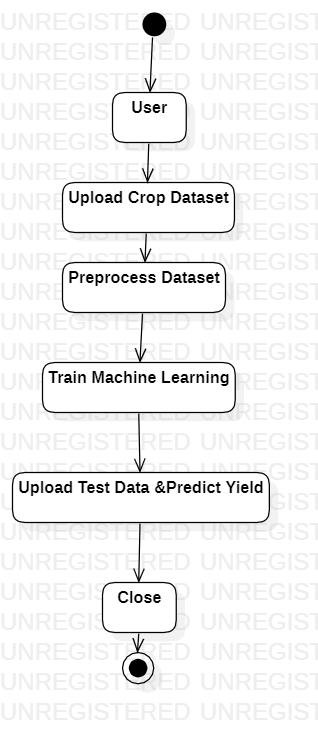 User
Upload Crop Dataset
Preprocess Dataset
Train Machine Learning
Upload Test Data &Predict Yield
Close